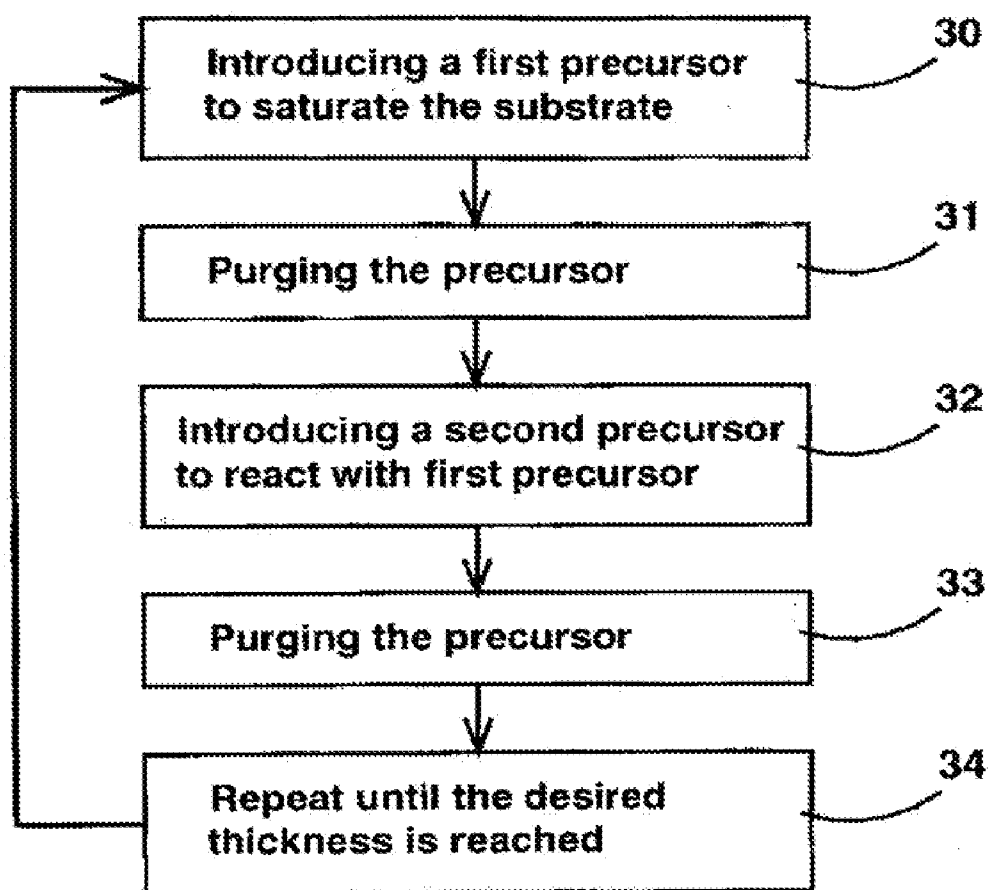 30
Introducing a first precursor
to saturate the substrate
31
Purging the precursor
32
Introducing a second precursor
to react with first precursor
33
Purging the precursor
34
Repeat until the desired
thickness is reached